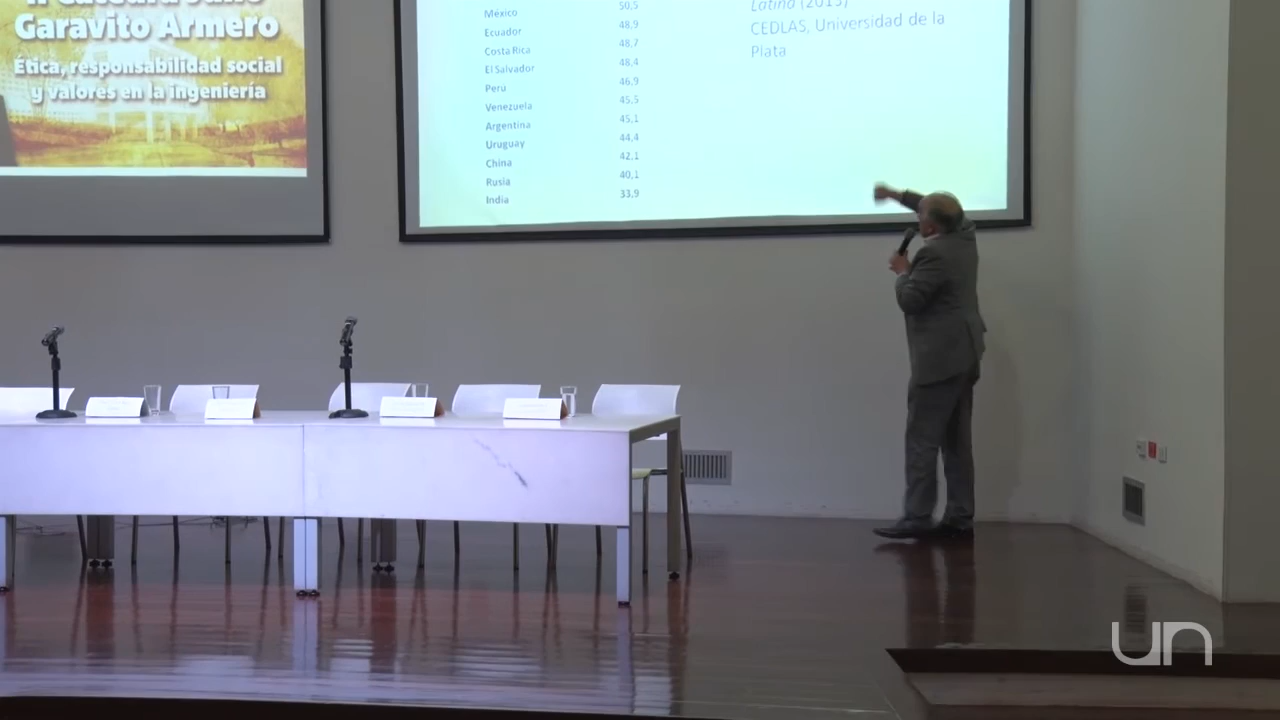 Garavito Armero
Ética, responsabilidad social
y valores en la ingeniería
México 50,5
Ecuador 48,9
Costa Rica 48,7
El Salvador 48,4
Peru 46,9
Venezuela 45,5
Argentina 45,1
Uruguay 44,4
China 42,1
Rusia 40,1
India 33,9
Latina (2015)
CEDLAS, Universidad de la
Plata
un